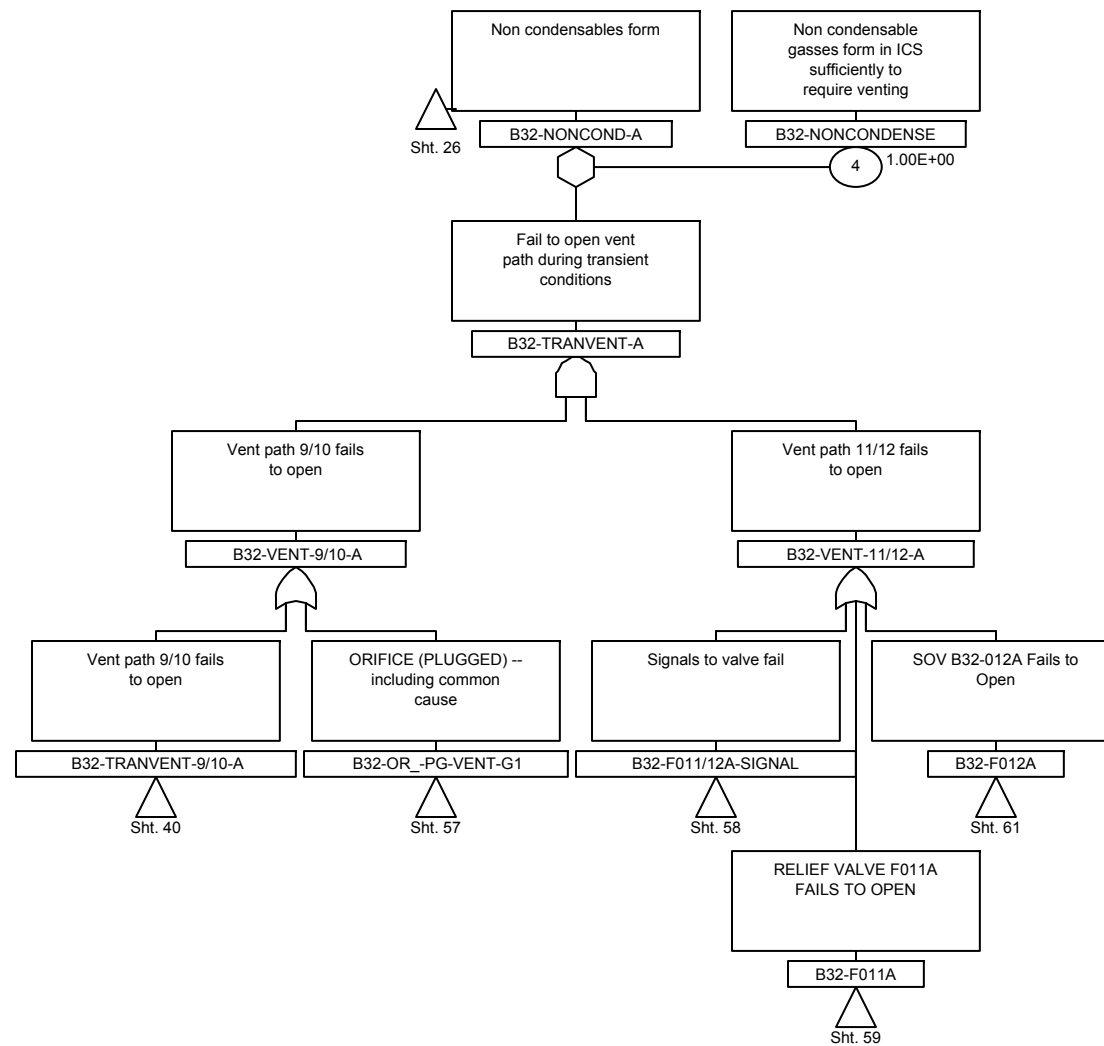 Non condensables form
Non condensable
gasses form in ICS
sufficiently to
require venting
Sht. 26
B32-NONCOND-A
B32-NONCONDENSE
4
1.00E+00
Fail to open vent
path during transient
conditions
B32-TRANVENT-A
Vent path 9/10 fails
to open
Vent path 11/12 fails
to open
B32-VENT-9/10-A
B32-VENT-11/12-A
Vent path 9/10 fails
to open
ORIFICE (PLUGGED) --
including common
cause
Signals to valve fail
SOV B32-012A Fails to
Open
B32-TRANVENT-9/10-A
B32-OR_-PG-VENT-G1
B32-F011/12A-SIGNAL
B32-F012A
Sht. 40
Sht. 57
Sht. 58
Sht. 61
RELIEF VALVE F011A
FAILS TO OPEN
B32-F011A
Sht. 59